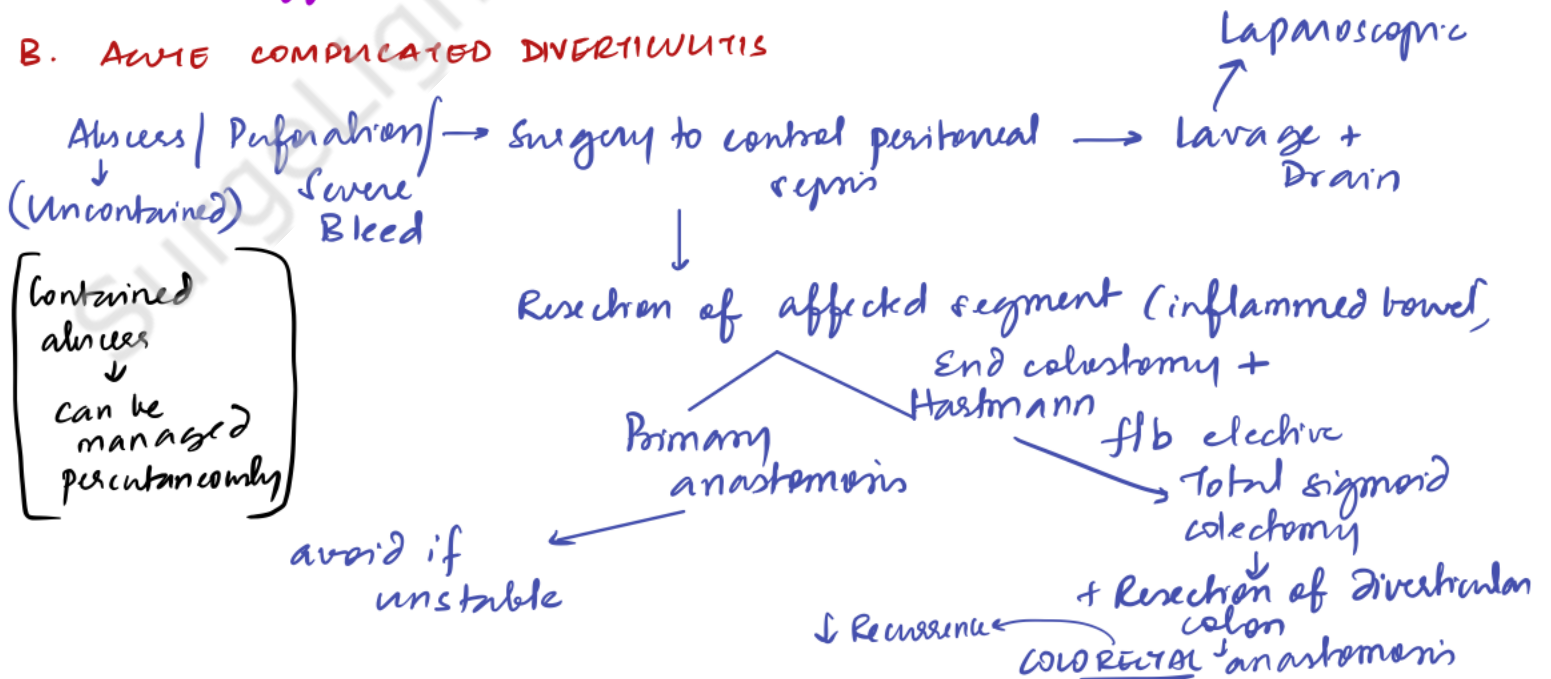 B. ACUTE COMPLICATED DIVERTICULITIS
Laparoscopic
↑
Abscess / Perforation / → Surgery to control peritoneal → Lavage +
↓
(Uncontained) Severe sepsis Drain
Bleed
↓
[Contained
abscess
↓
can be
managed
percutaneously]
Resection of affected segment (inflammed bowel,
Primary
anastomosis
End colostomy +
Hartmann
f/b elective
Total sigmoid
colectomy
↓
avoid if
unstable
+ Resection of diverticular
colon
↓ Recurrence
COLORECTAL ↓ anastomosis
SurgeLigh